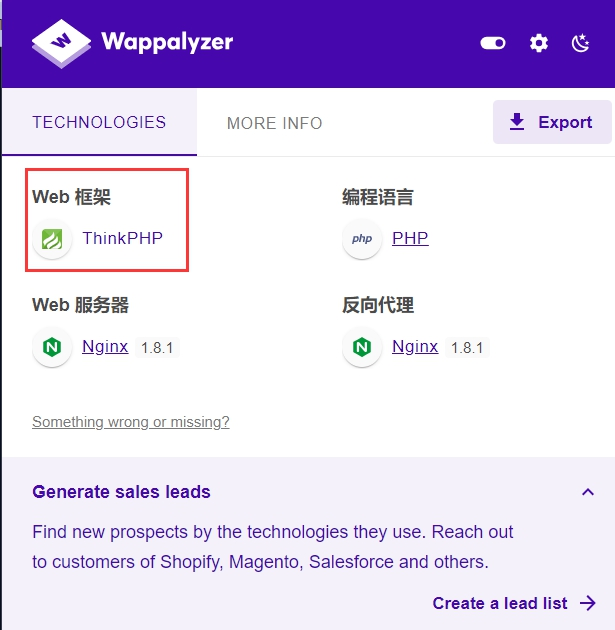 Wappalyzer
TECHNOLOGIES
MORE INFO
Export
Web 框架
ThinkPHP
编程语言
php
PHP
Web 服务器
Nginx 1.8.1
反向代理
Nginx 1.8.1
Something wrong or missing?
Generate sales leads
Find new prospects by the technologies they use. Reach out
to customers of Shopify, Magento, Salesforce and others.
Create a lead list